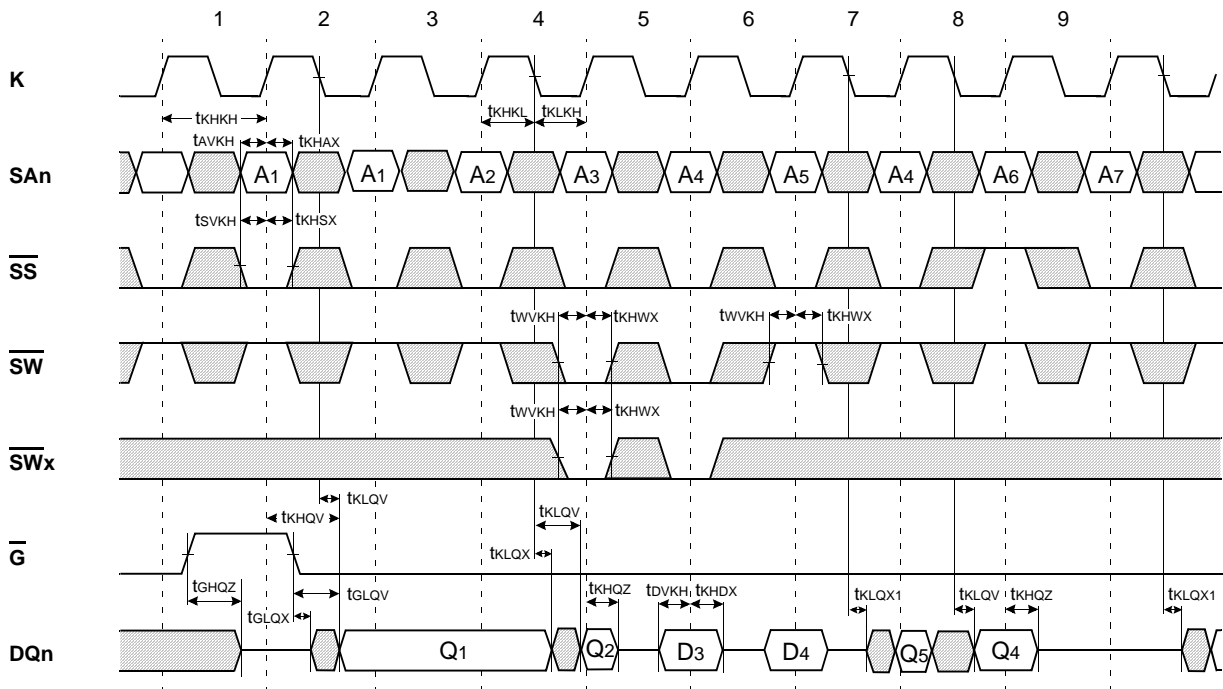 1 2 3 4 5 6 7 8 9
K
tKHKH tKHKL tKLKH
tAVKH tKHAX
SAn A1 A1 A2 A3 A4 A5 A4 A6 A7
tSVKH tKHSX
SS
tWVKH tKHWX tWVKH tKHWX
SW
tWVKH tKHWX
SWx
tKLQV tKLQV
tKHQV
G tKLQX
tGHQZ tGLQV tKHQZ tDVKH tKHDX tKLQX1 tKLQV tKHQZ tKLQX1
tGLQX
DQn Q1 Q2 D3 D4 Q5 Q4